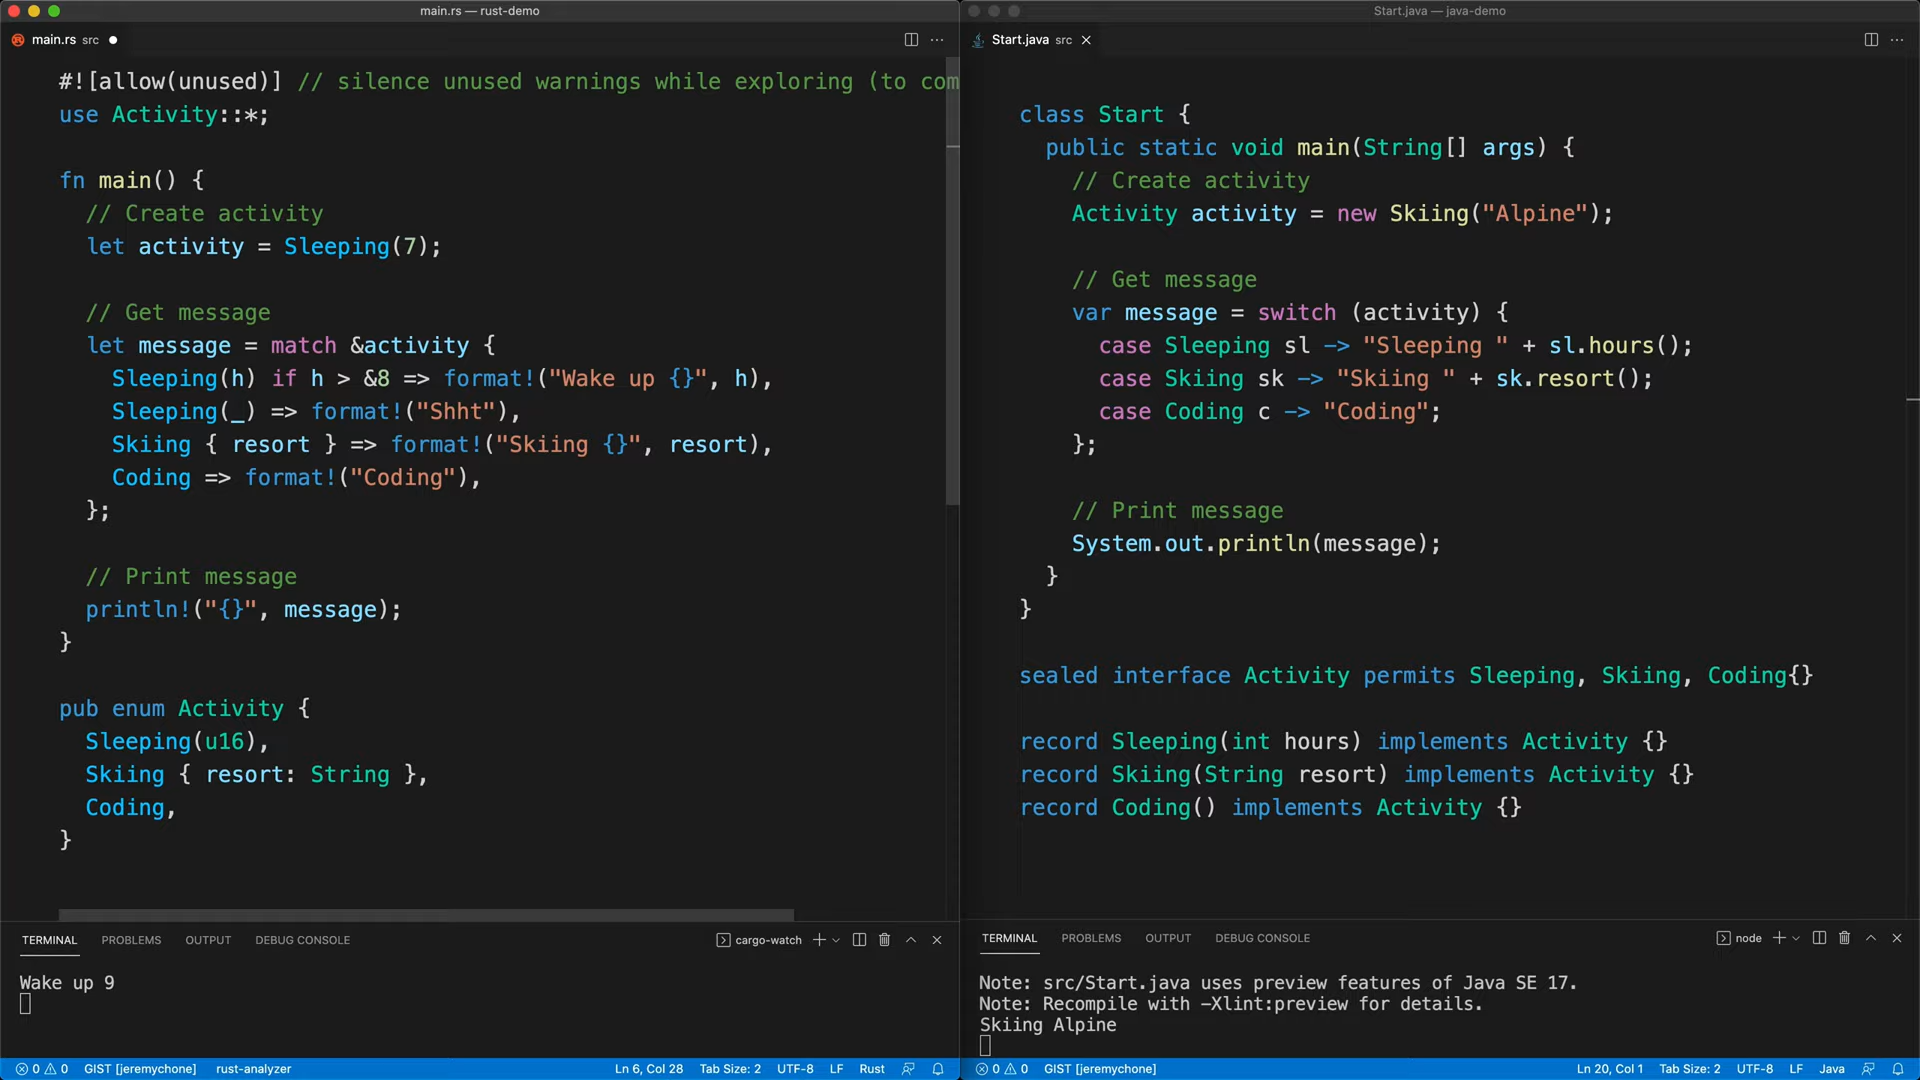 main.rs — rust-demo
main.rs src
#![allow(unused)] // silence unused warnings while exploring (to com
use Activity::*;
fn main() {
// Create activity
let activity = Sleeping(7);
// Get message
let message = match &activity {
Sleeping(h) if h > &8 => format!("Wake up {}", h),
Sleeping(_) => format!("Shht"),
Skiing { resort } => format!("Skiing {}", resort),
Coding => format!("Coding"),
};
// Print message
println!("{}", message);
}
pub enum Activity {
Sleeping(u16),
Skiing { resort: String },
Coding,
}
TERMINAL PROBLEMS OUTPUT DEBUG CONSOLE cargo-watch
Wake up 9
0 0 GIST [jeremychone] rust-analyzer Ln 6, Col 28 Tab Size: 2 UTF-8 LF Rust
Start.java — java-demo
Start.java src
class Start {
public static void main(String[] args) {
// Create activity
Activity activity = new Skiing("Alpine");
// Get message
var message = switch (activity) {
case Sleeping sl -> "Sleeping " + sl.hours();
case Skiing sk -> "Skiing " + sk.resort();
case Coding c -> "Coding";
};
// Print message
System.out.println(message);
}
}
sealed interface Activity permits Sleeping, Skiing, Coding{}
record Sleeping(int hours) implements Activity {}
record Skiing(String resort) implements Activity {}
record Coding() implements Activity {}
TERMINAL PROBLEMS OUTPUT DEBUG CONSOLE node
Note: src/Start.java uses preview features of Java SE 17.
Note: Recompile with -Xlint:preview for details.
Skiing Alpine
0 0 GIST [jeremychone] Ln 20, Col 1 Tab Size: 2 UTF-8 LF Java